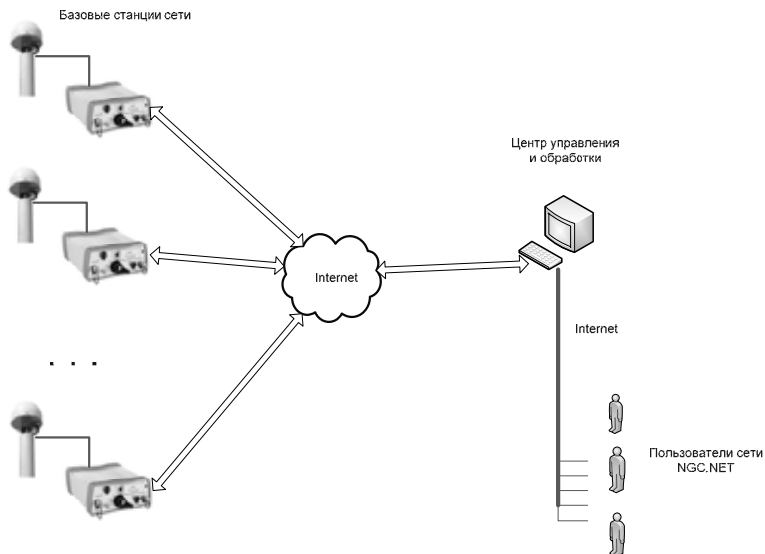 Базовые станции сети
Центр управления
и обработки
Internet
Internet
. . .
Пользователи сети
NGC.NET